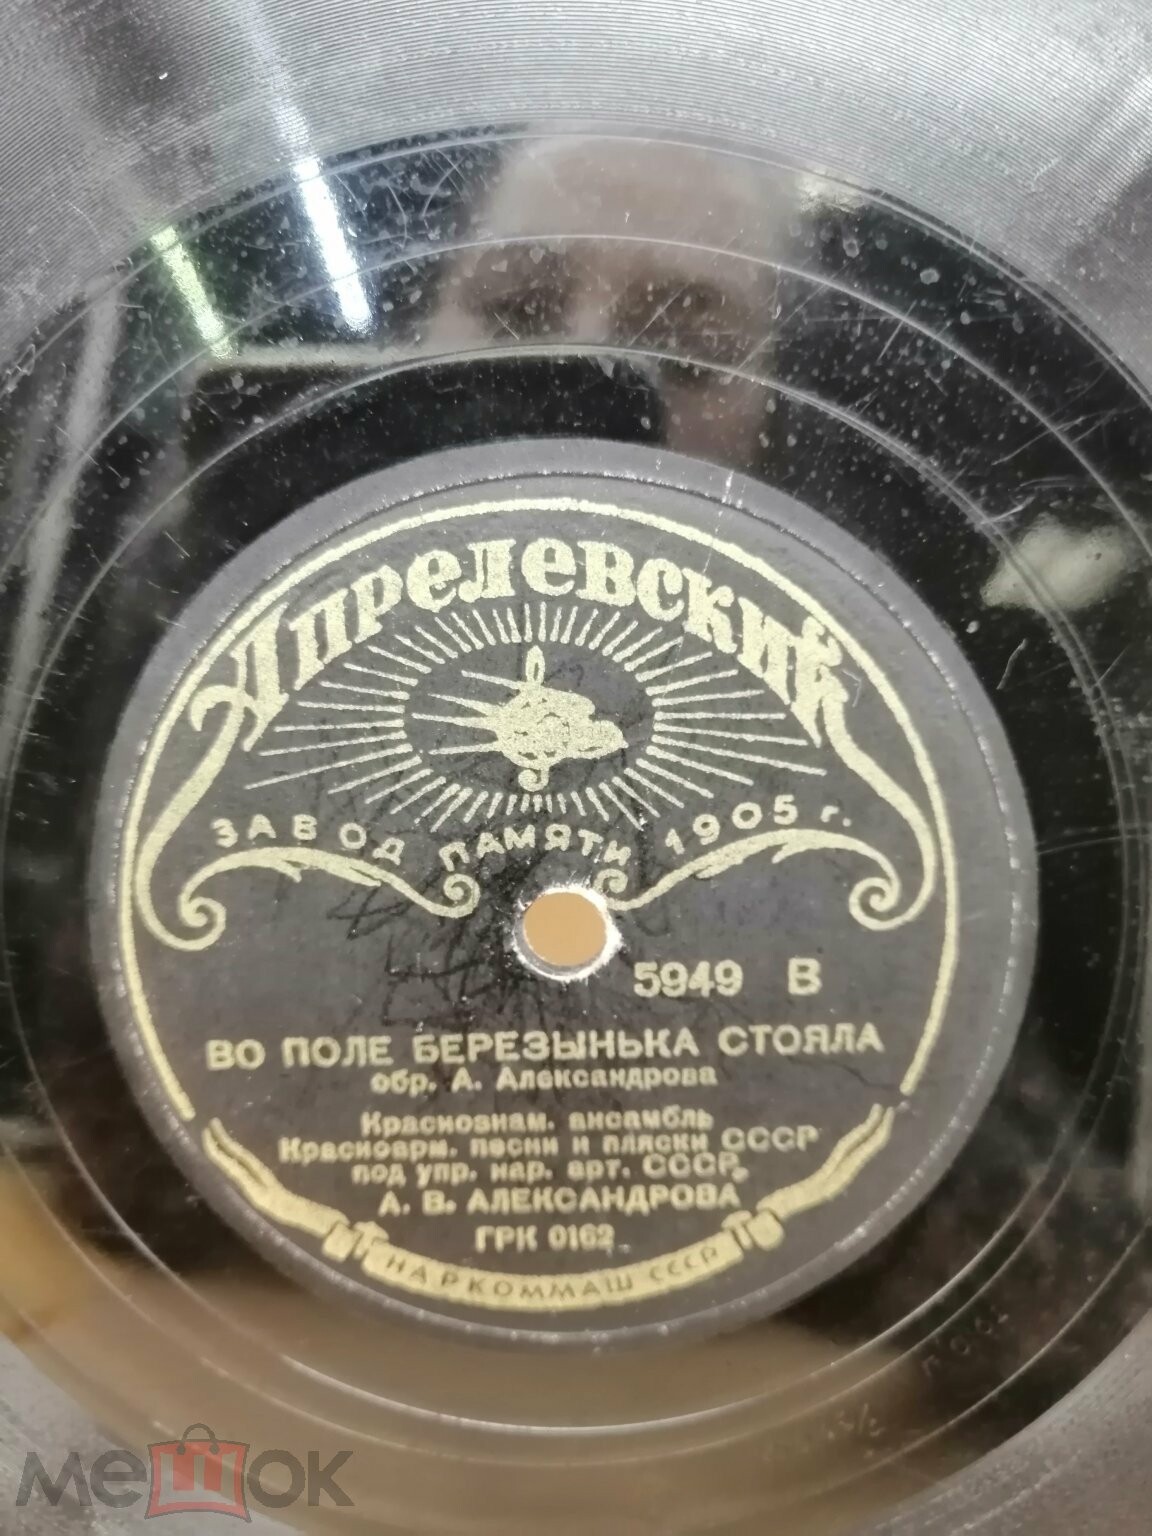 Апрелевский
ЗАВОД ПАМЯТИ 1905 г.
5949 В
ВО ПОЛЕ БЕРЕЗЫНЬКА СТОЯЛА
обр. А. Александрова
Краснознам. ансамбль
Красноарм. песни и пляски СССР
под упр. нар. арт. СССР
А. В. АЛЕКСАНДРОВА
ГРК 0162
НАРКОММАШ СССР
мешок